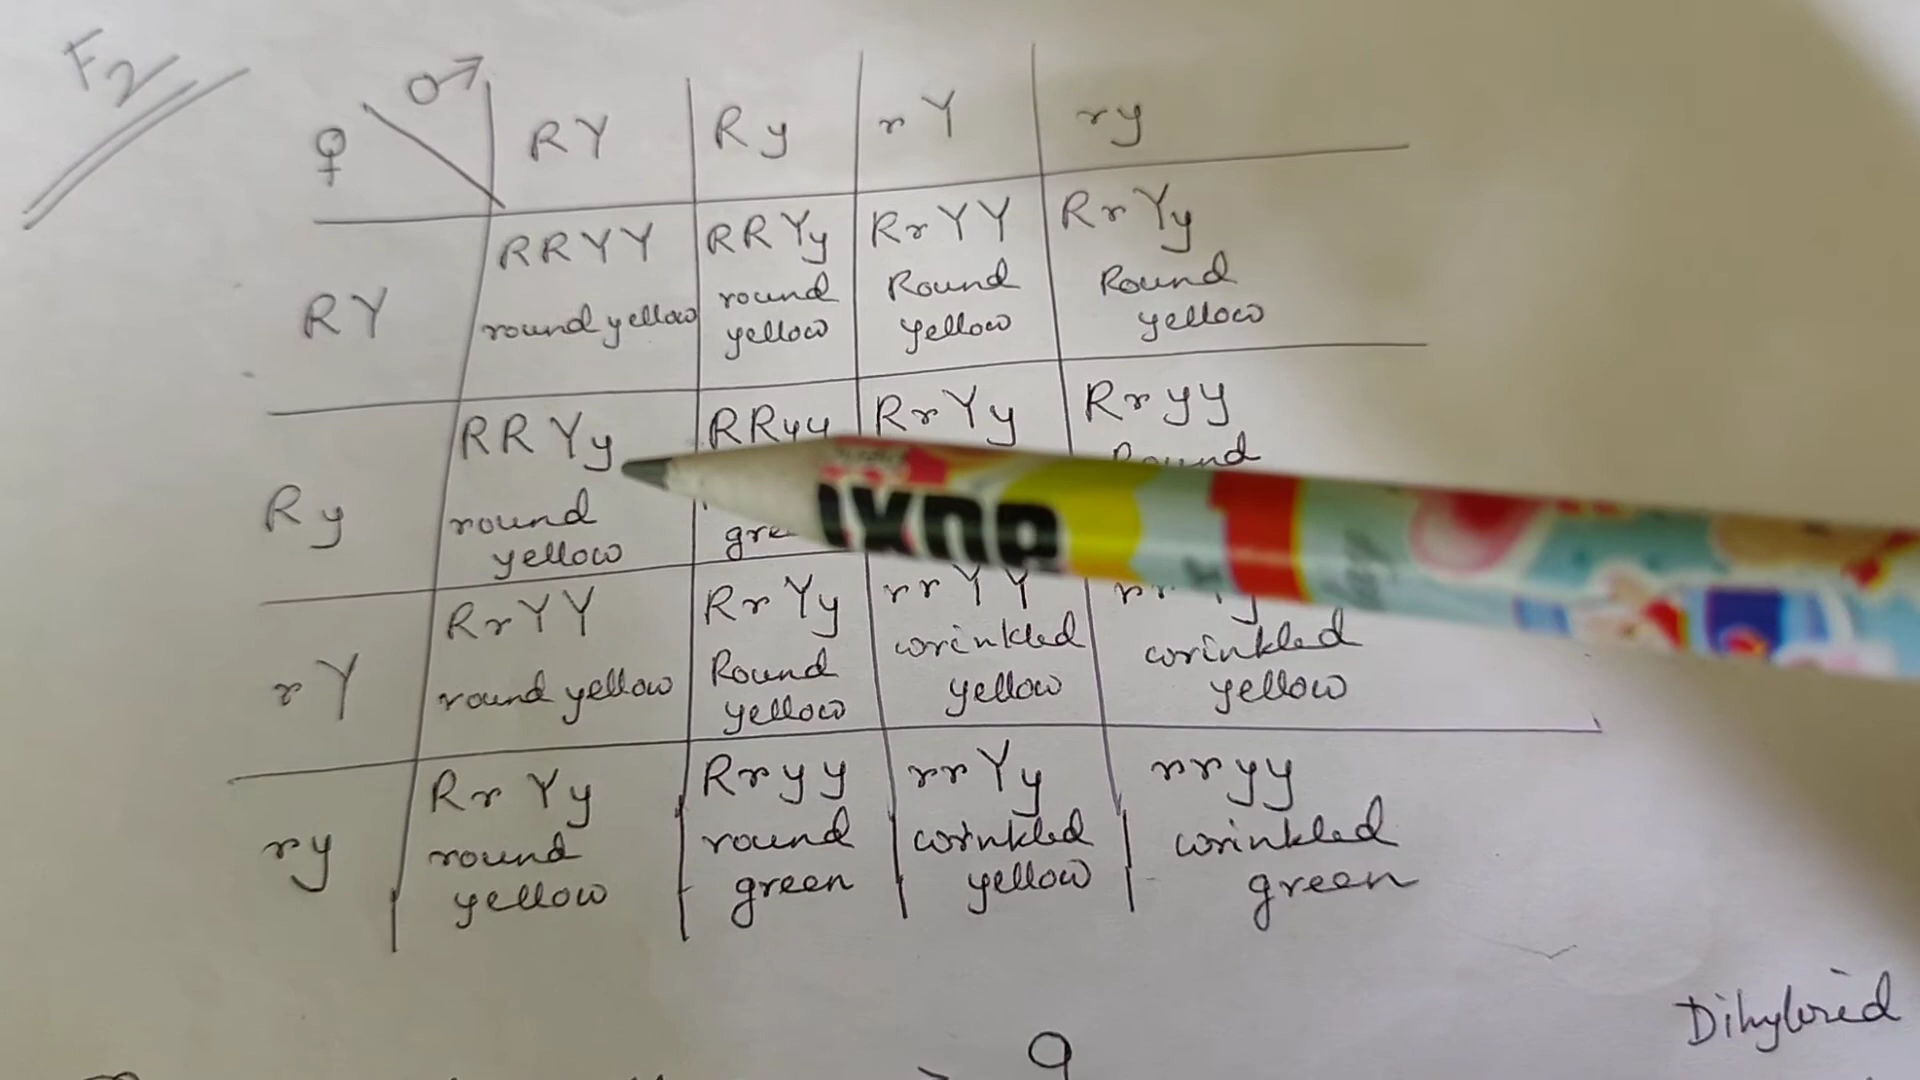 F2
♀ ♂ RY Ry rY ry
RY RRYY RRYy RrYY RrYy
round yellow round Round Round
yellow yellow yellow
Ry RRYy RRyy RrYy Rryy
round Round
yellow
rY RrYY RrYy rrYY
round yellow Round wrinkled wrinkled
yellow yellow yellow
ry RrYy Rryy rrYy rryy
round round wrinkled wrinkled
yellow green yellow green
Dihybrid
9